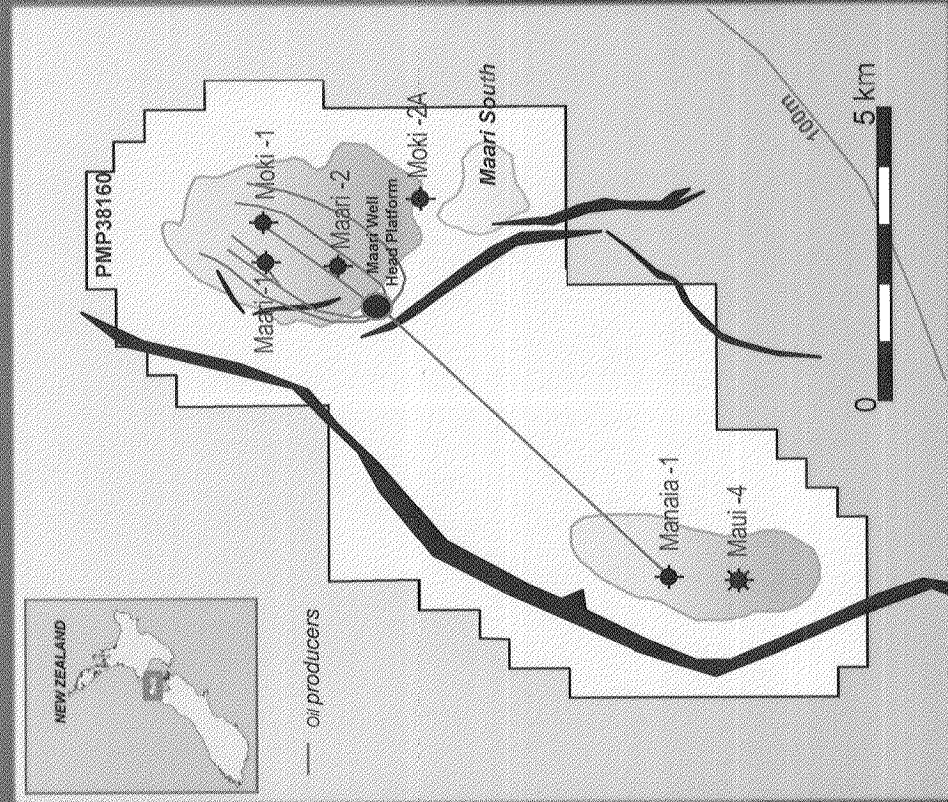 NEW ZEALAND
Oil producers
PMP38160
Maari -1
Moki -1
Maari -2
Maari Well
Head Platform
Moki -2A
Maari South
Manaia -1
Maui -4
100m
0
5 km